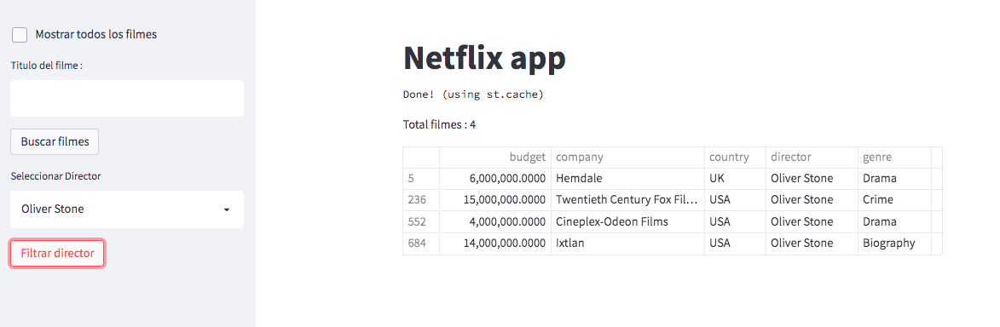 Mostrar todos los filmes
Titulo del filme :
Buscar filmes
Seleccionar Director
Oliver Stone
Filtrar director
Netflix app
Done! (using st.cache)
Total filmes : 4
budget company country director genre
5 6,000,000.0000 Hemdale UK Oliver Stone Drama
236 15,000,000.0000 Twentieth Century Fox Fil… USA Oliver Stone Crime
552 4,000,000.0000 Cineplex-Odeon Films USA Oliver Stone Drama
684 14,000,000.0000 Ixtlan USA Oliver Stone Biography